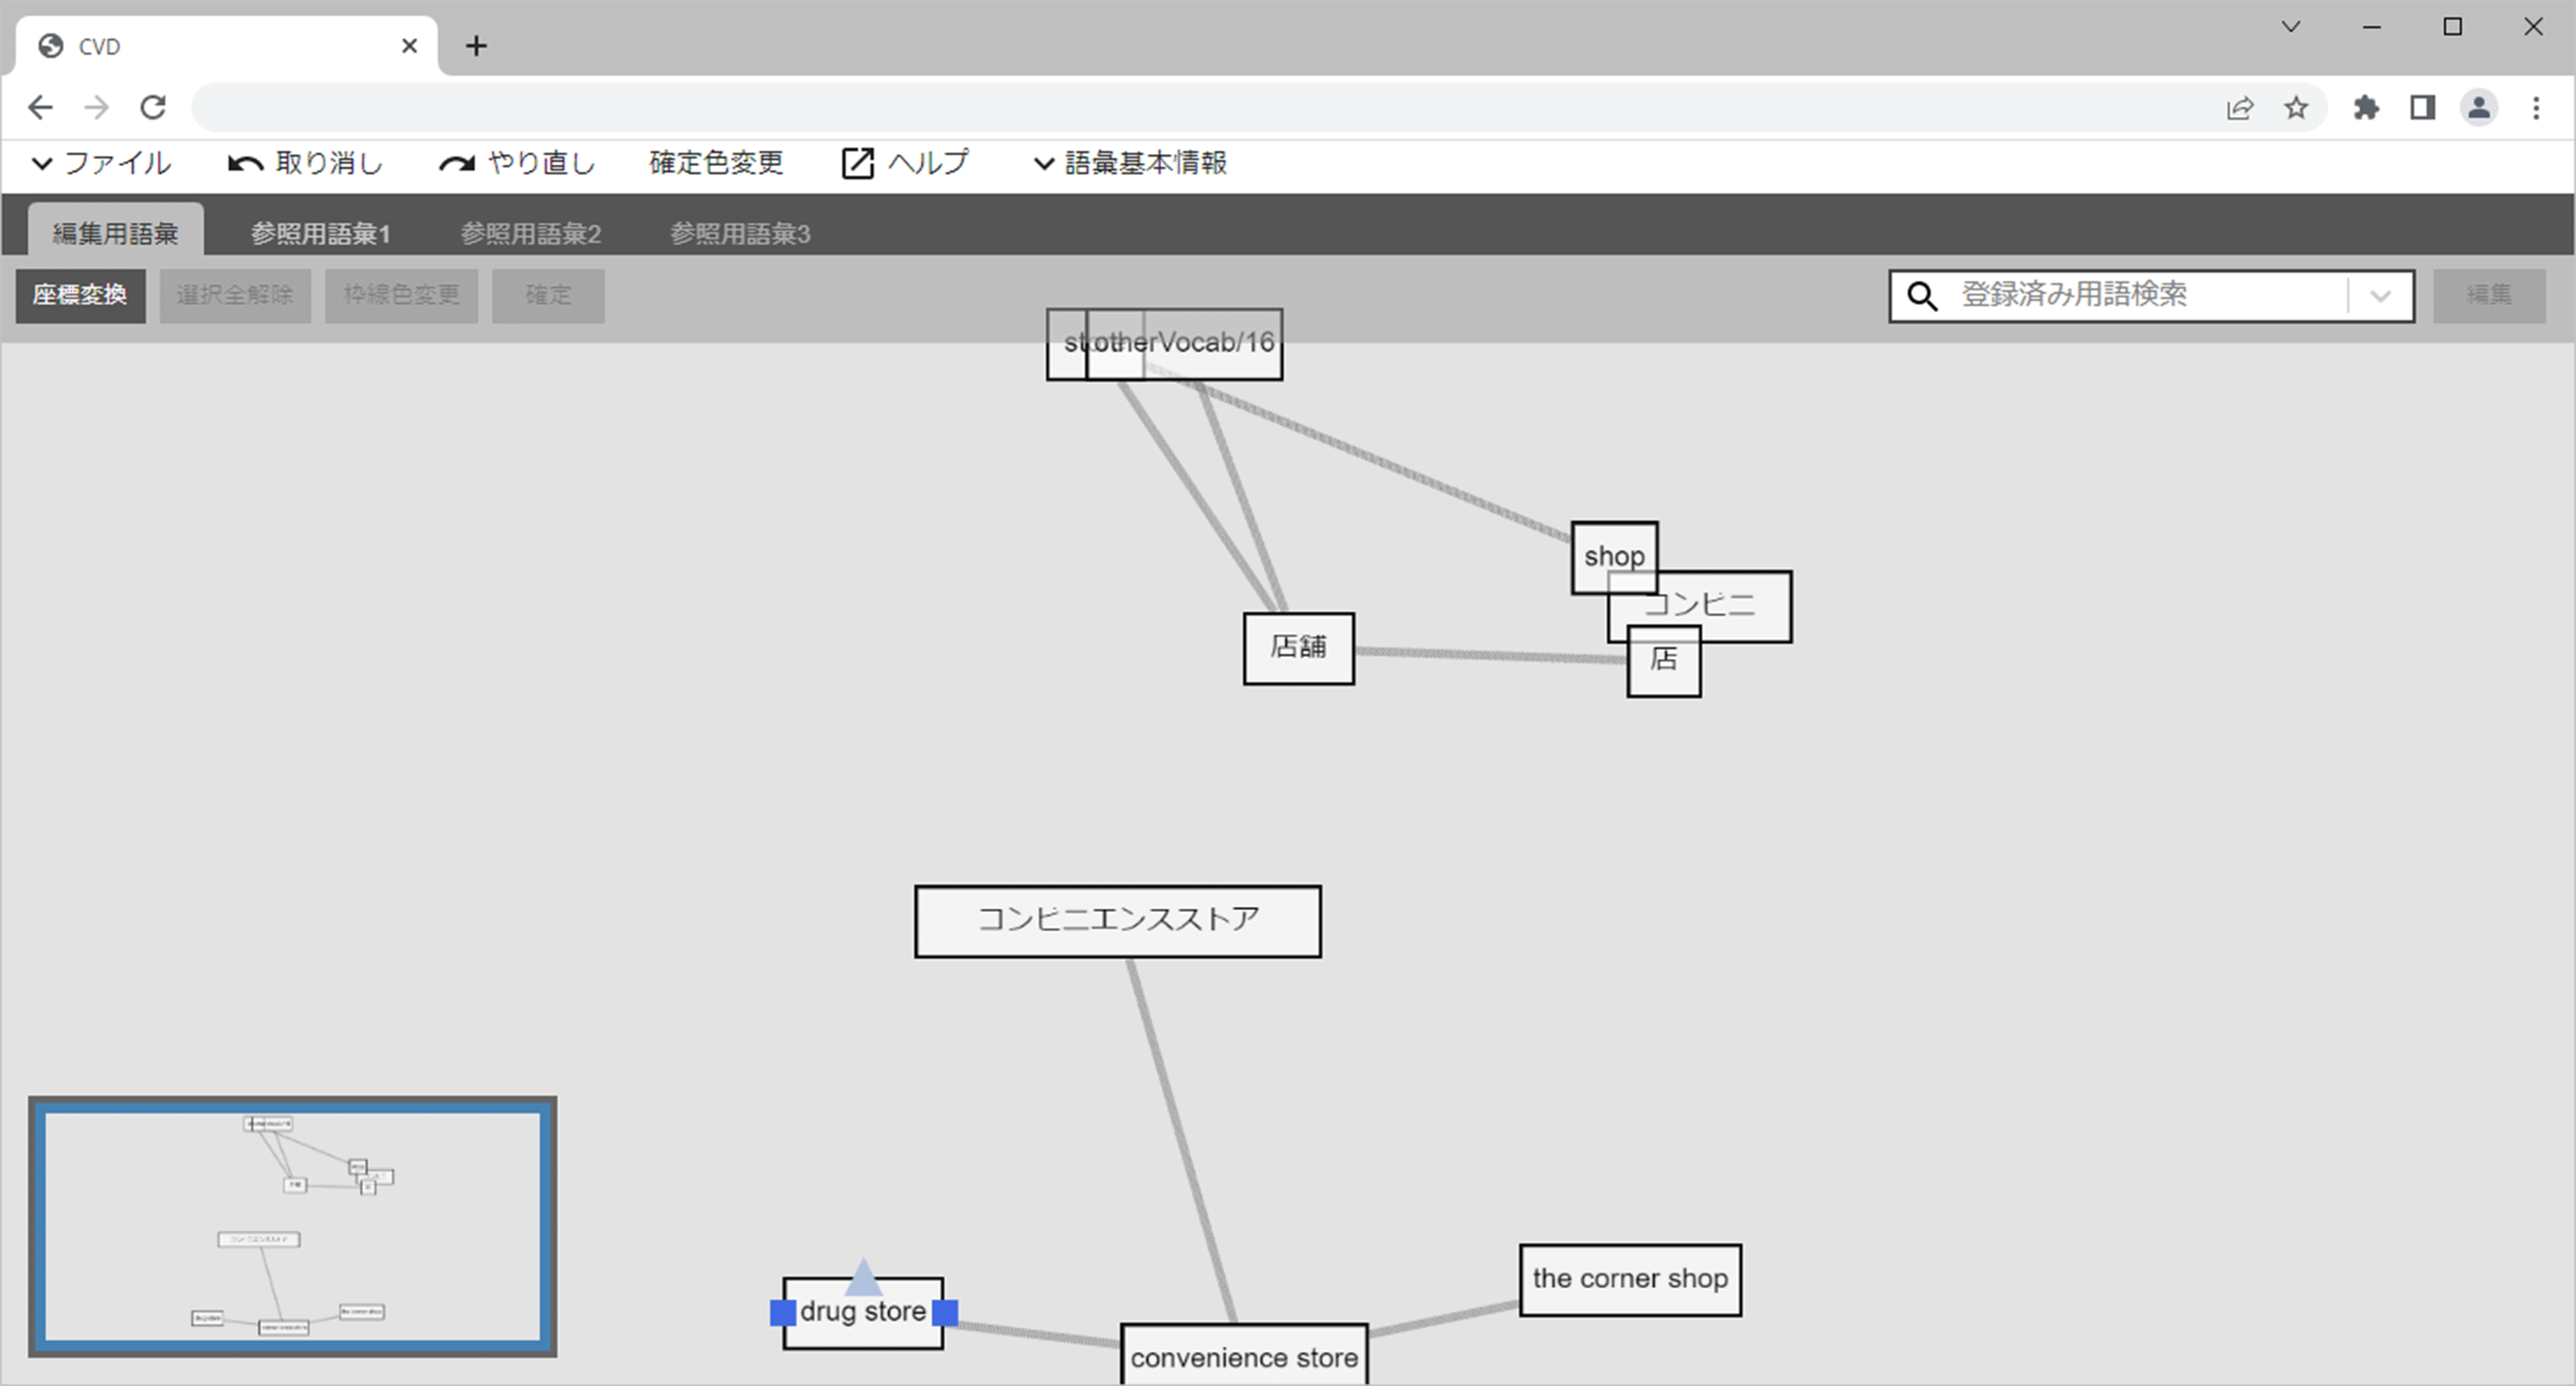 CVD
ファイル 取り消し やり直し 確定色変更 ヘルプ 語彙基本情報
編集用語彙 参照用語彙1 参照用語彙2 参照用語彙3
座標変換 選択全解除 枠線色変更 確定 登録済み用語検索 編集
otherVocab/16
shop
コンビニ
店舗
店
コンビニエンスストア
the corner shop
drug store
convenience store